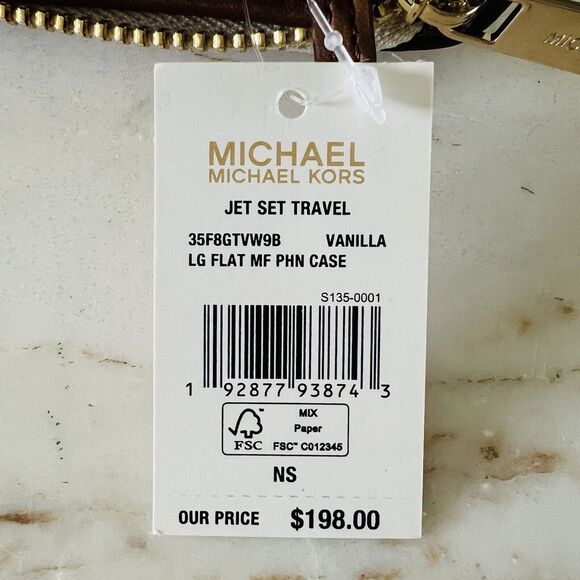 MICHAEL
MICHAEL KORS
JET SET TRAVEL
35F8GTVW9B VANILLA
LG FLAT MF PHN CASE
S135-0001
1 92877 93874 3
FSC
MIX
Paper
FSC™ C012345
NS
OUR PRICE $198.00